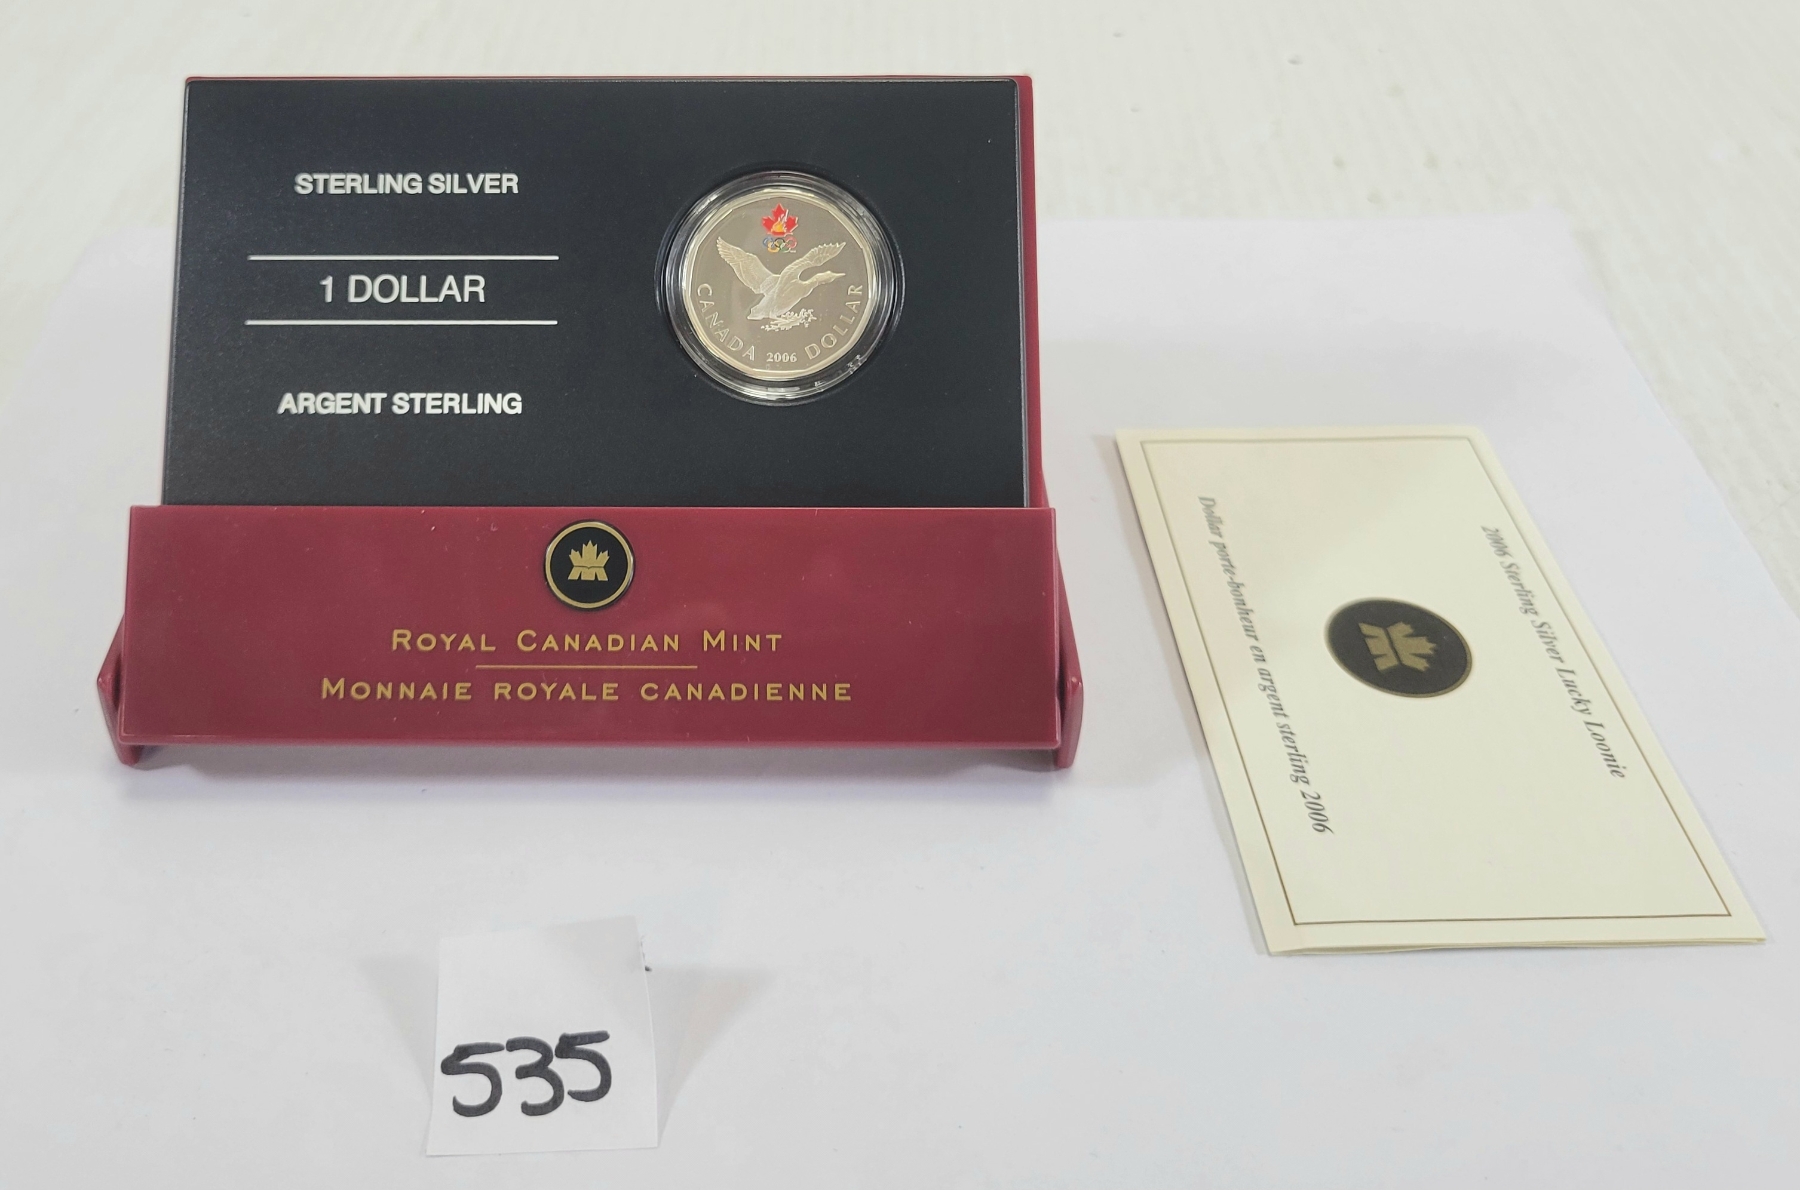 STERLING SILVER
1 DOLLAR
ARGENT STERLING
CANADA 2006 DOLLAR
ROYAL CANADIAN MINT
MONNAIE ROYALE CANADIENNE
2006 Sterling Silver Lucky Loonie
Dollar porte-bonheur en argent sterling 2006
535